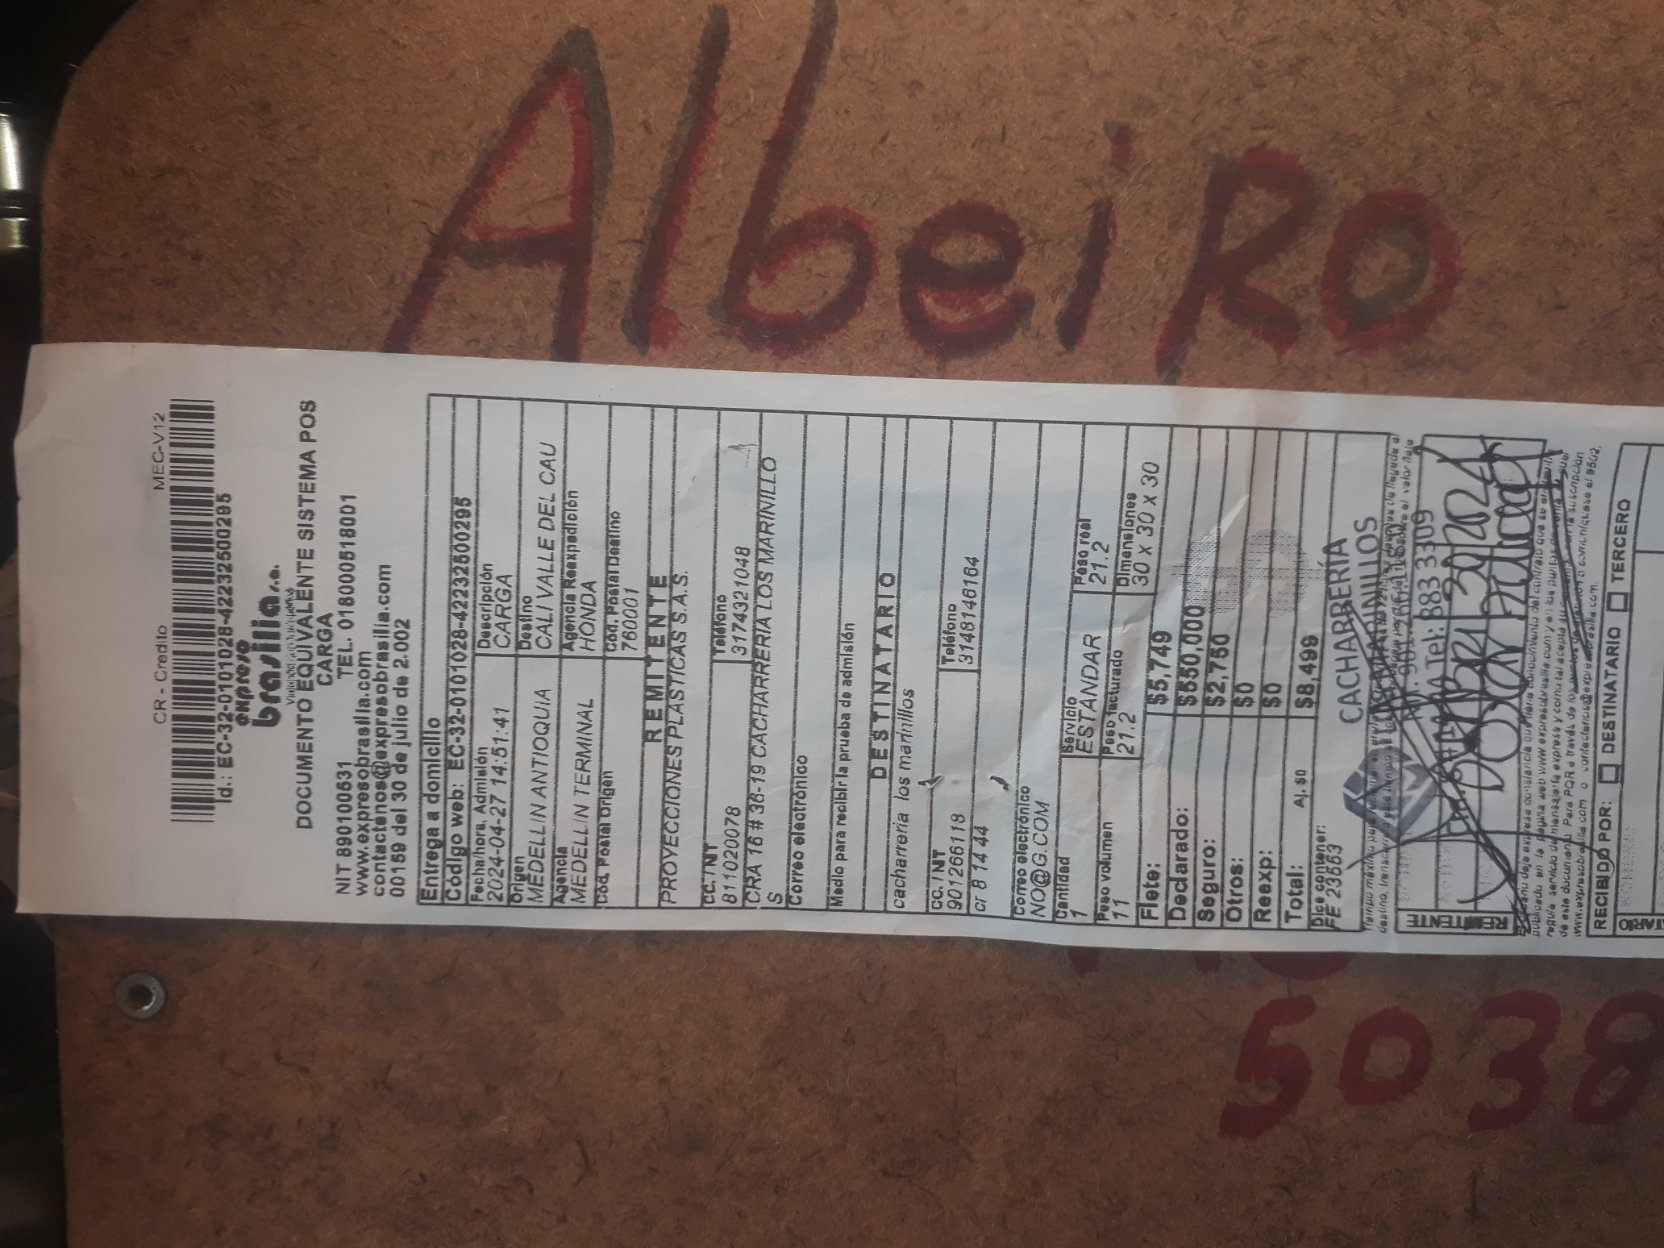 Albeiro
CR - Credito MEC-V12
Id.: EC-32-0101028-42232500295
expreso
brasilia s.a.
DOCUMENTO EQUIVALENTE SISTEMA POS
CARGA
NIT 890100531 TEL. 018000518001
www.expresobrasilia.com
contactenos@expresobrasilia.com
00159 del 30 de julio de 2.002
Entrega a domicilio
Código web: EC-32-0101028-42232500295
Fecha/hora. Admisión Descripción
2024-04-27 14:51:41 CARGA
Origen Destino
MEDELLIN ANTIOQUIA CALI VALLE DEL CAU
Agencia Agencia Reexpedición
MEDELLIN TERMINAL HONDA
Cód. Postal Origen Cód. Postal Destino
760001
REMITENTE
PROYECCIONES PLASTICAS S.A.S.
CC. / NT Teléfono
811020078 3174321048
CRA 16 # 38-19 CACHARRERIA LOS MARINILLO
S
Correo electrónico
Medio para recibir la prueba de admisión
DESTINATARIO
cacharreria los marinillos
CC. / NT Teléfono
901266118 3148146164
cr 8 14 44
Correo electrónico
NO@G.COM
Cantidad Servicio Peso real
1 ESTANDAR 21.2
Peso volumen Peso facturado Dimensiones
11 21.2 30 x 30 x 30
Flete: $5,749
Declarado: $550,000
Seguro: $2,750
Otros: $0
Reexp: $0
Total: Aj. $0 $8,499
Dice contener:
FE 23563
CACHARRERIA
Tel: 883 3309
REMITENTE
RECIBIDO POR: DESTINATARIO TERCERO
5038